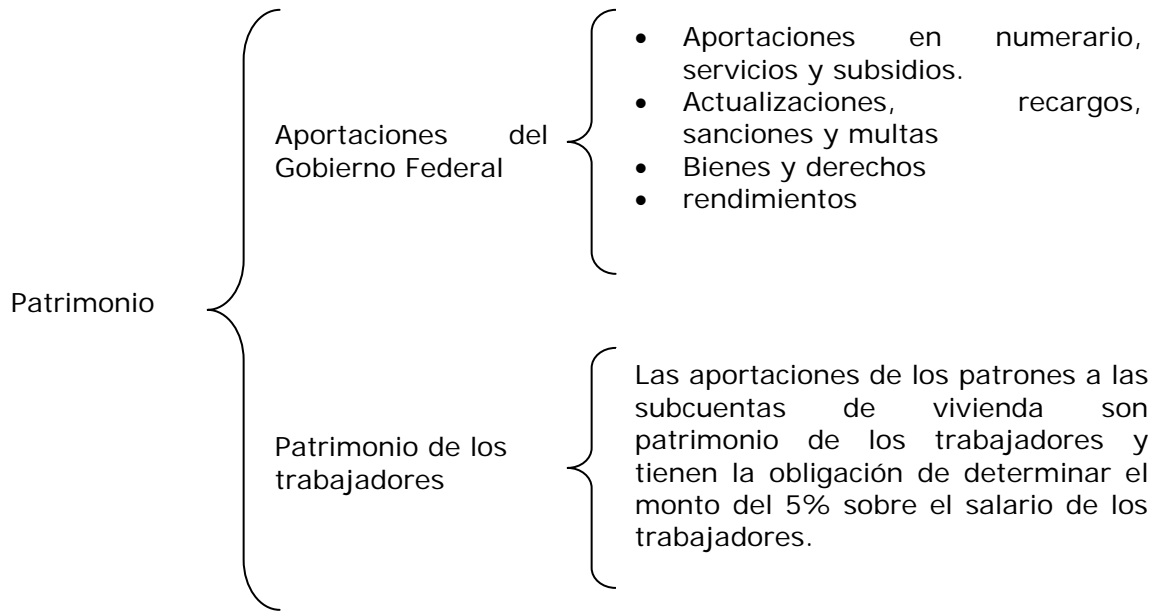 Patrimonio
Aportaciones del
Gobierno Federal
• Aportaciones en numerario,
servicios y subsidios.
• Actualizaciones, recargos,
sanciones y multas
• Bienes y derechos
• rendimientos
Patrimonio de los
trabajadores
Las aportaciones de los patrones a las
subcuentas de vivienda son
patrimonio de los trabajadores y
tienen la obligación de determinar el
monto del 5% sobre el salario de los
trabajadores.